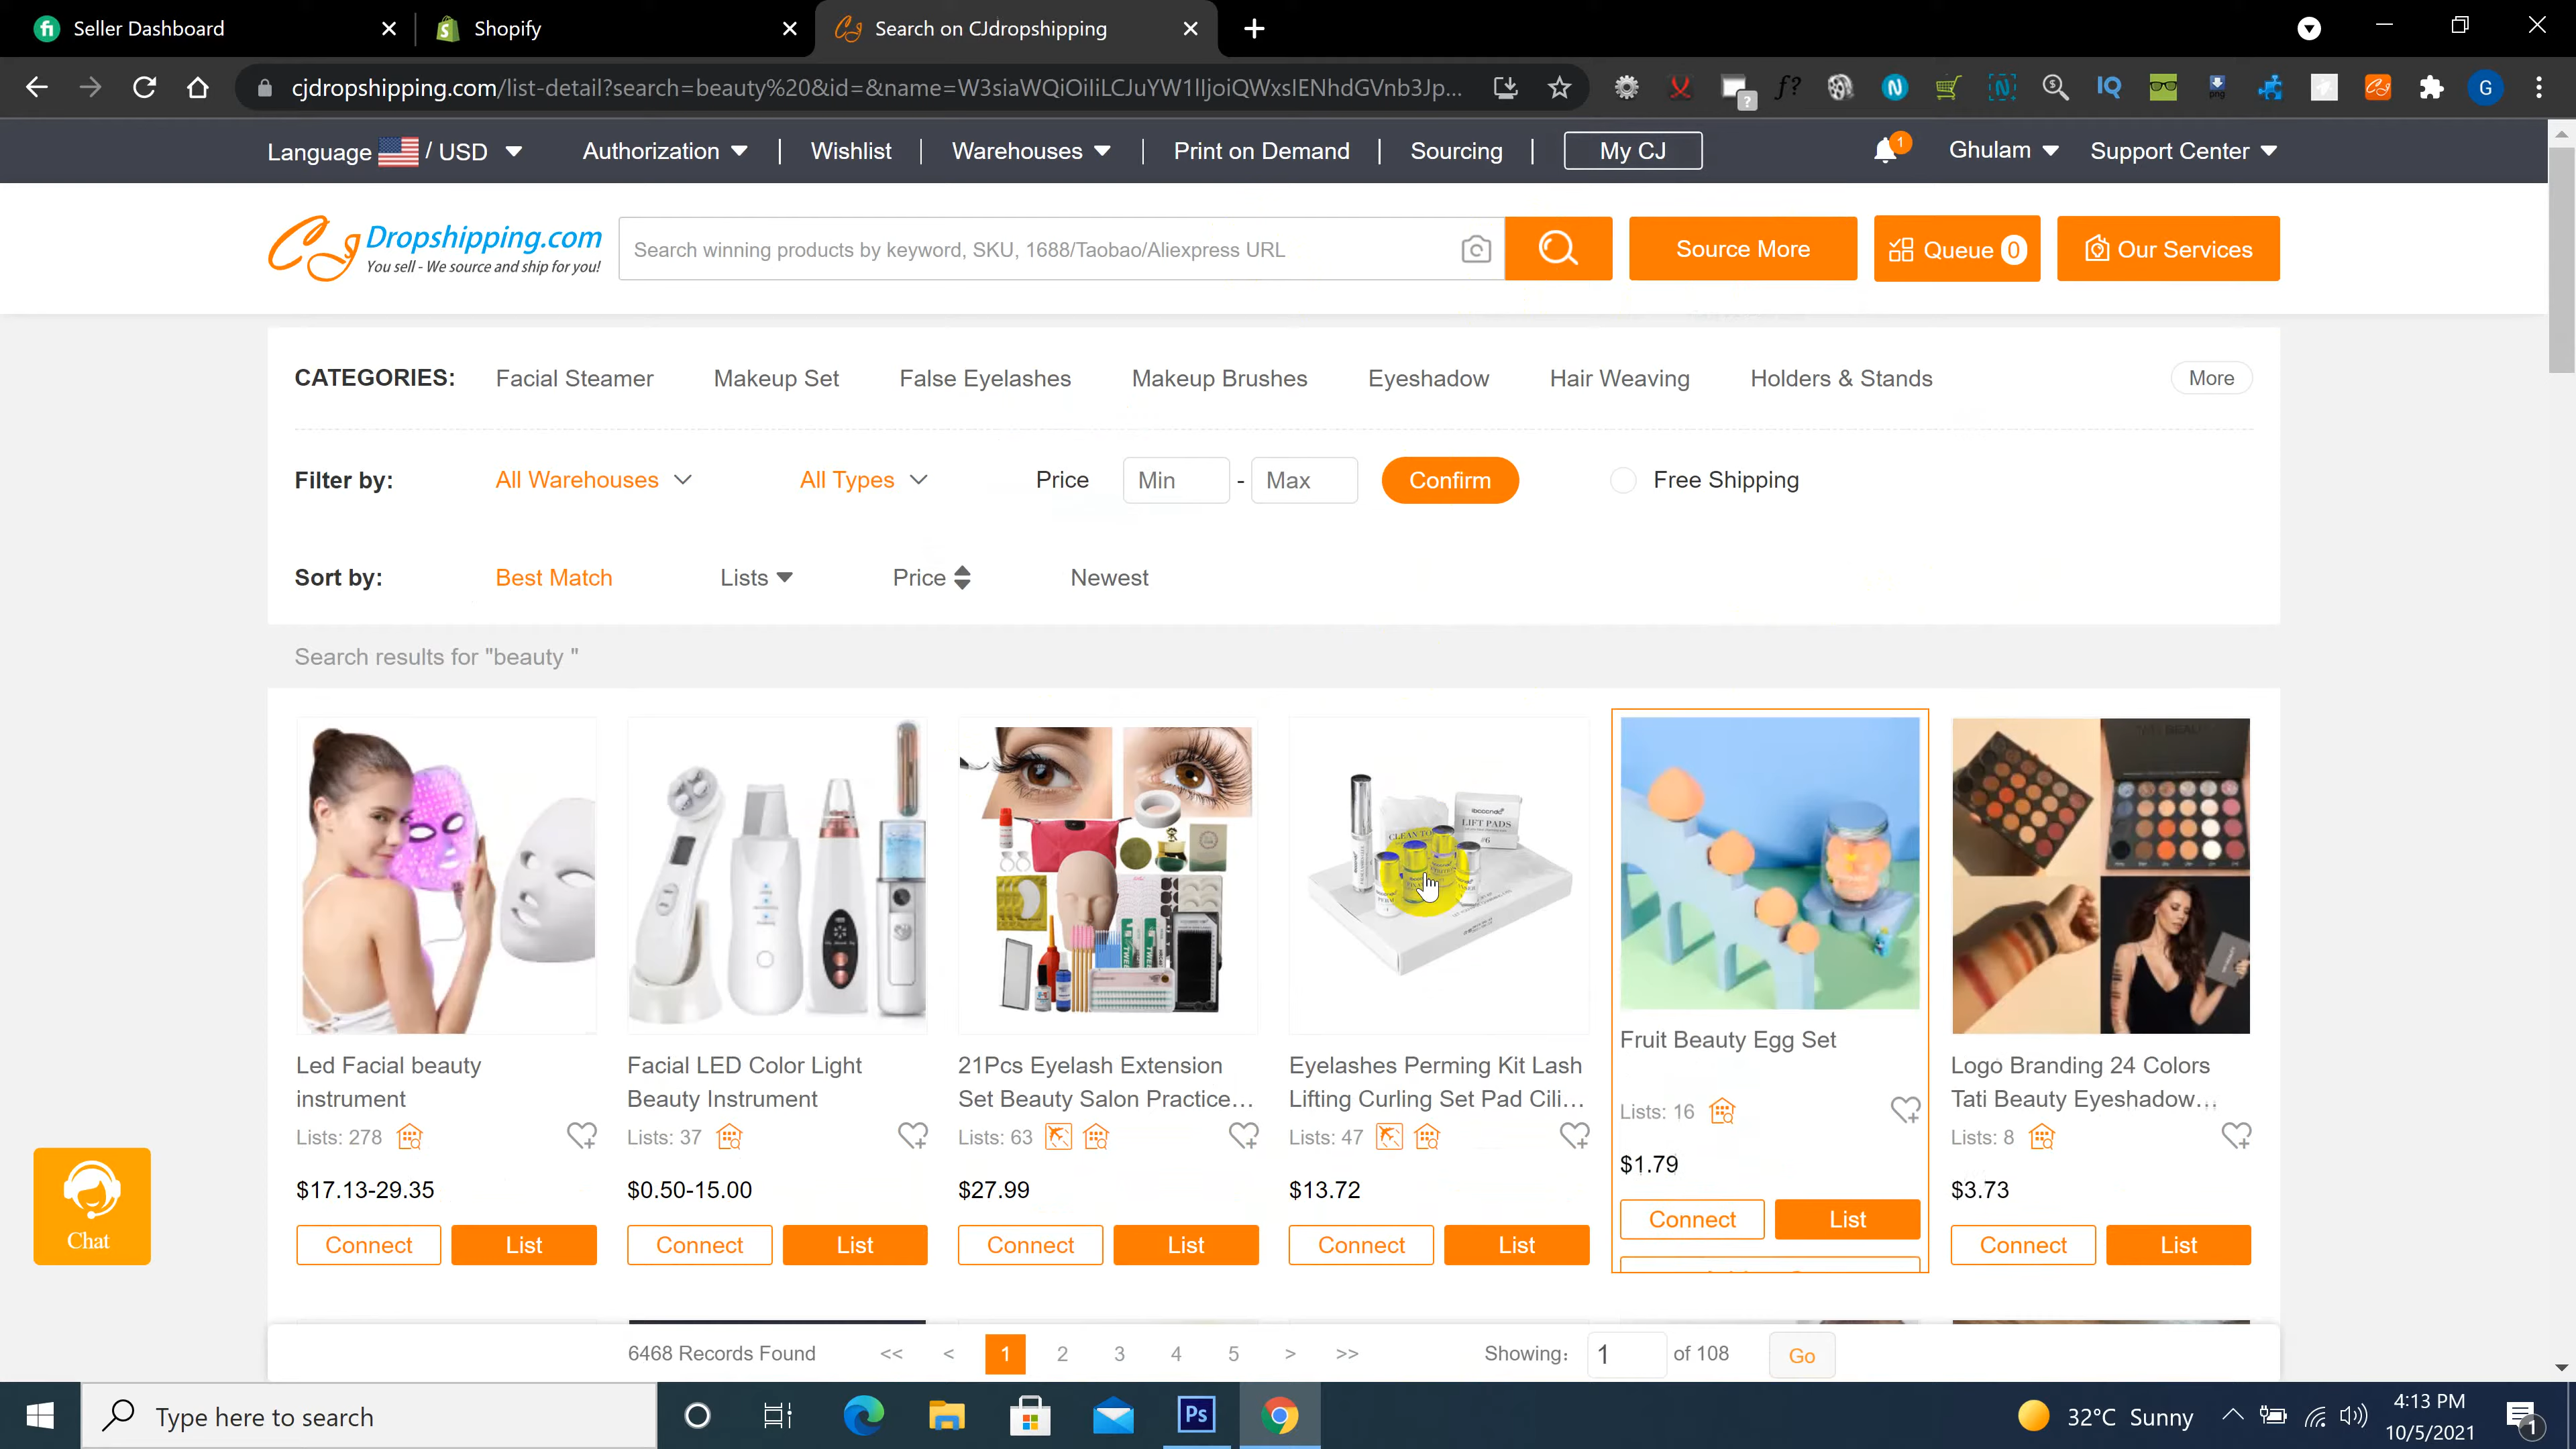 Seller Dashboard
Shopify
Search on CJdropshipping
cjdropshipping.com/list-detail?search=beauty%20&id=&name=W3siaWQiOiIiLCJuYW1lIjoiQWxsIENhdGVnb3Jp...
Language / USD
Authorization
Wishlist
Warehouses
Print on Demand
Sourcing
My CJ
1
Ghulam
Support Center
CJ Dropshipping.com
You sell - We source and ship for you!
Search winning products by keyword, SKU, 1688/Taobao/Aliexpress URL
Source More
Queue 0
Our Services
CATEGORIES:
Facial Steamer
Makeup Set
False Eyelashes
Makeup Brushes
Eyeshadow
Hair Weaving
Holders & Stands
More
Filter by:
All Warehouses
All Types
Price
Min
-
Max
Confirm
Free Shipping
Sort by:
Best Match
Lists
Price
Newest
Search results for "beauty "
LIFT PADS
#6
Led Facial beauty
instrument
Lists: 278
$17.13-29.35
Connect
List
Facial LED Color Light
Beauty Instrument
Lists: 37
$0.50-15.00
Connect
List
21Pcs Eyelash Extension
Set Beauty Salon Practice...
Lists: 63
$27.99
Connect
List
Eyelashes Perming Kit Lash
Lifting Curling Set Pad Cili...
Lists: 47
$13.72
Connect
List
Fruit Beauty Egg Set
Lists: 16
$1.79
Connect
List
Logo Branding 24 Colors
Tati Beauty Eyeshadow...
Lists: 8
$3.73
Connect
List
Chat
6468 Records Found
<<
<
1
2
3
4
5
>
>>
Showing:
1
of 108
Go
Type here to search
Ps
32°C Sunny
4:13 PM
10/5/2021
1